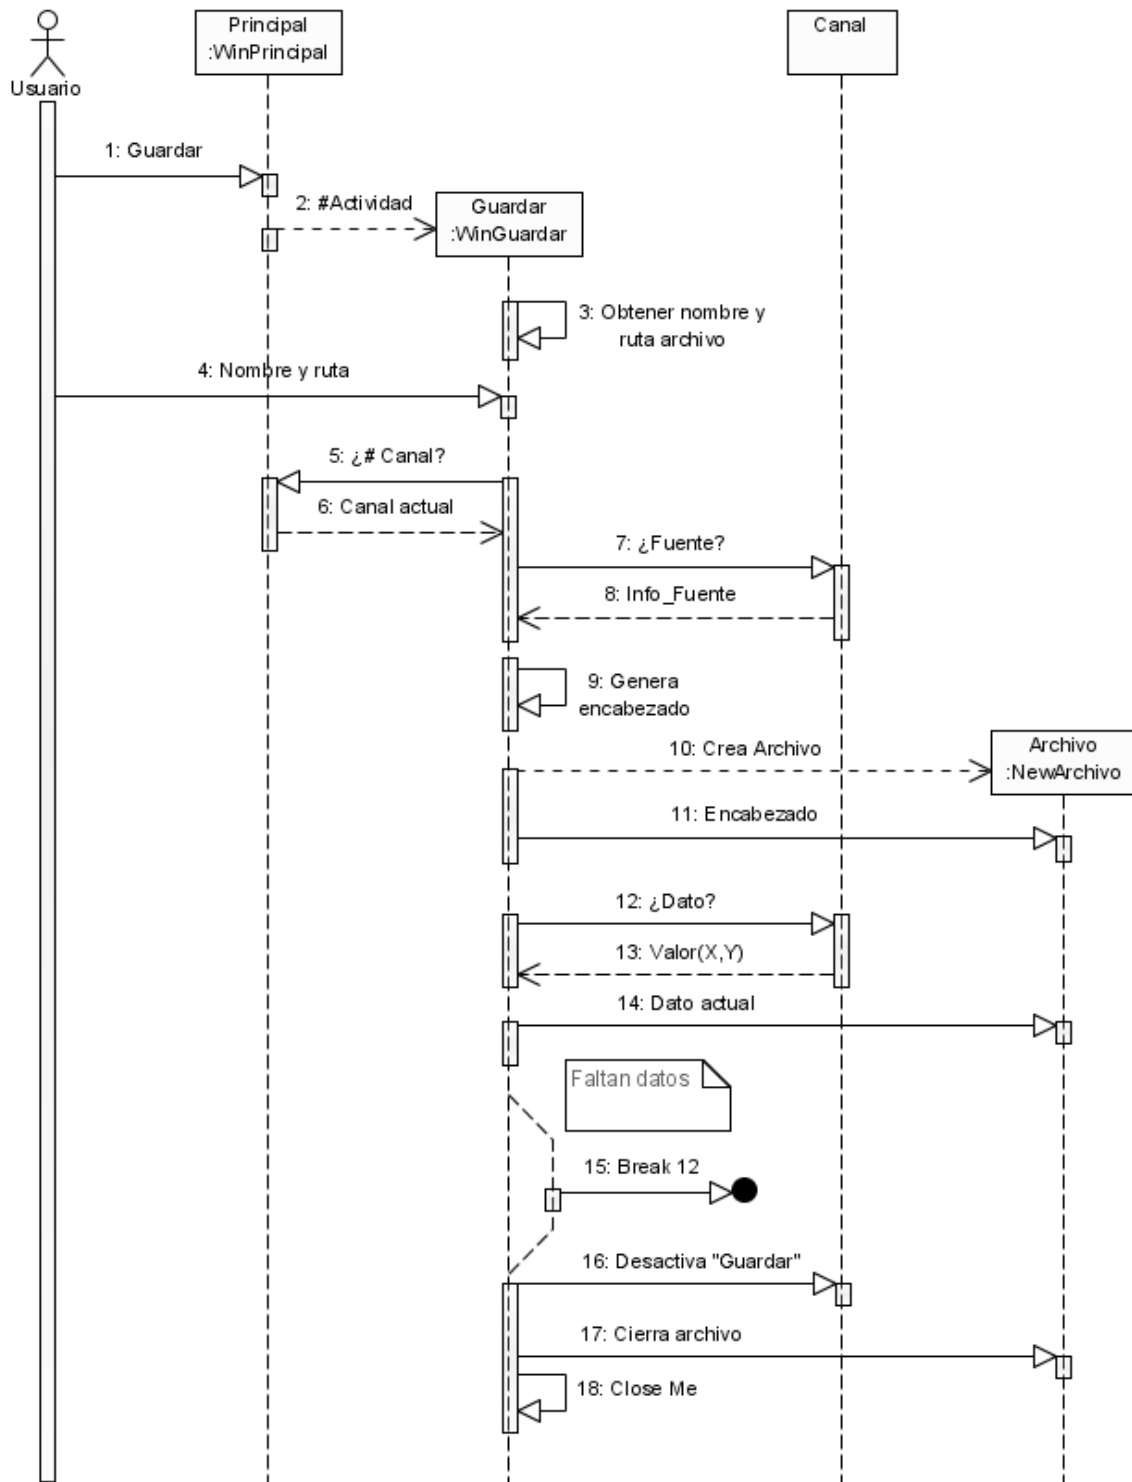 Principal
:WinPrincipal
Canal
Usuario
1: Guardar
2: #Actividad
Guardar
:WinGuardar
3: Obtener nombre y
ruta archivo
4: Nombre y ruta
5: ¿# Canal?
6: Canal actual
7: ¿Fuente?
8: Info_Fuente
9: Genera
encabezado
10: Crea Archivo
Archivo
:NewArchivo
11: Encabezado
12: ¿Dato?
13: Valor(X,Y)
14: Dato actual
Faltan datos
15: Break 12
16: Desactiva "Guardar"
17: Cierra archivo
18: Close Me